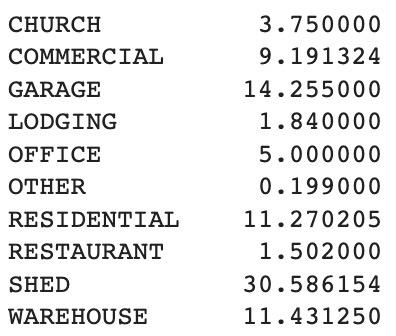 CHURCH 3.750000
COMMERCIAL 9.191324
GARAGE 14.255000
LODGING 1.840000
OFFICE 5.000000
OTHER 0.199000
RESIDENTIAL 11.270205
RESTAURANT 1.502000
SHED 30.586154
WAREHOUSE 11.431250